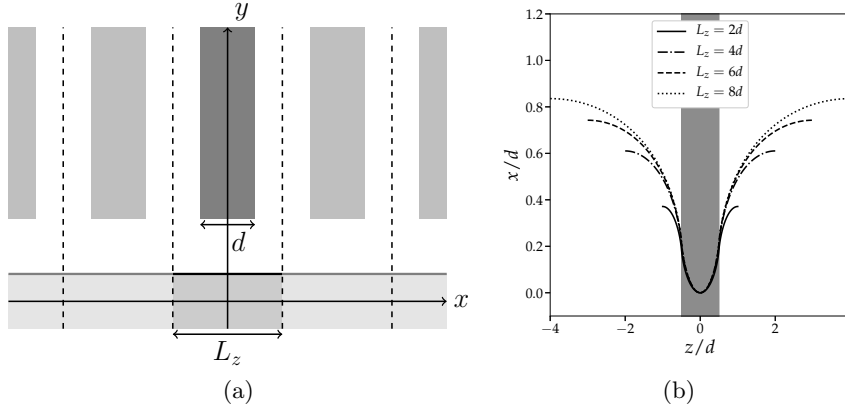 y
d
x
L_z
(a)
1.2
1.0
0.8
0.6
0.4
0.2
0.0
x/d
L_z = 2d
L_z = 4d
L_z = 6d
L_z = 8d
−4 −2 0 2
z/d
(b)